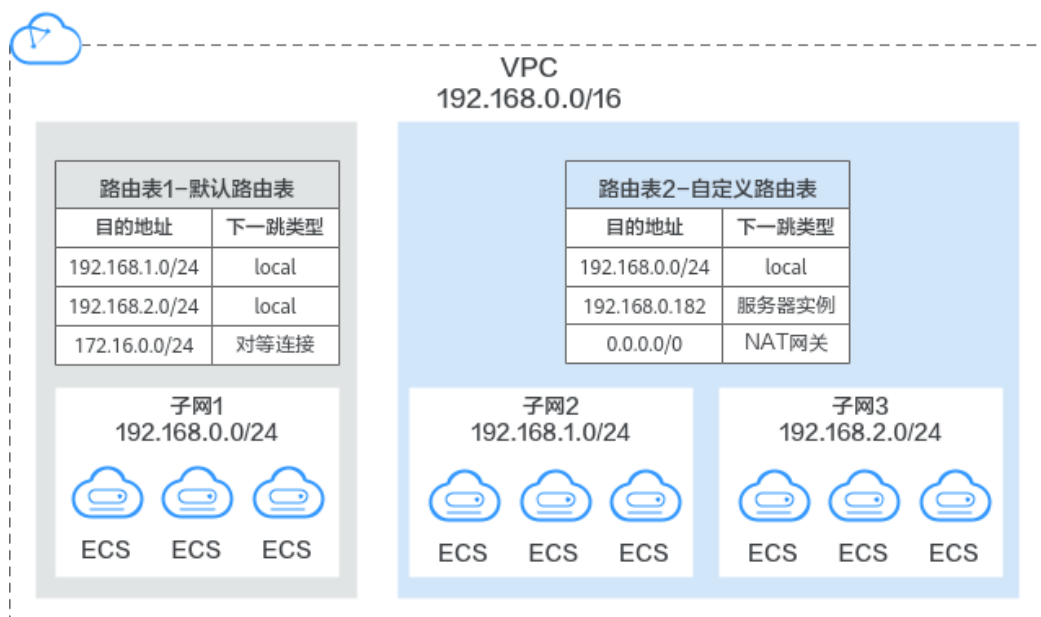 VPC
192.168.0.0/16
路由表1-默认路由表
目的地址 下一跳类型
192.168.1.0/24 local
192.168.2.0/24 local
172.16.0.0/24 对等连接
子网1
192.168.0.0/24
ECS ECS ECS
路由表2-自定义路由表
目的地址 下一跳类型
192.168.0.0/24 local
192.168.0.182 服务器实例
0.0.0.0/0 NAT网关
子网2
192.168.1.0/24
ECS ECS ECS
子网3
192.168.2.0/24
ECS ECS ECS